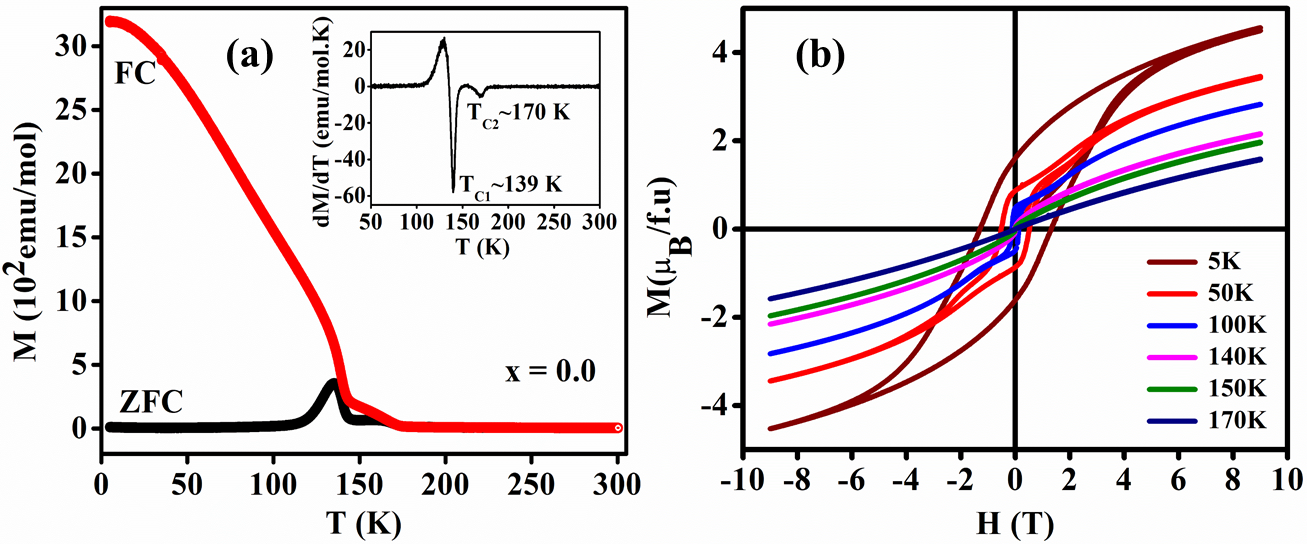 (a)
FC
ZFC
x = 0.0
M (10²emu/mol)
30
25
20
15
10
5
0
0 50 100 150 200 250 300
T (K)
dM/dT (emu/mol.K)
20
0
-20
-40
-60
T_C2~170 K
T_C1~139 K
50 100 150 200 250 300
T (K)
(b)
M(μ_B/f.u)
4
2
0
-2
-4
5K
50K
100K
140K
150K
170K
-10 -8 -6 -4 -2 0 2 4 6 8 10
H (T)